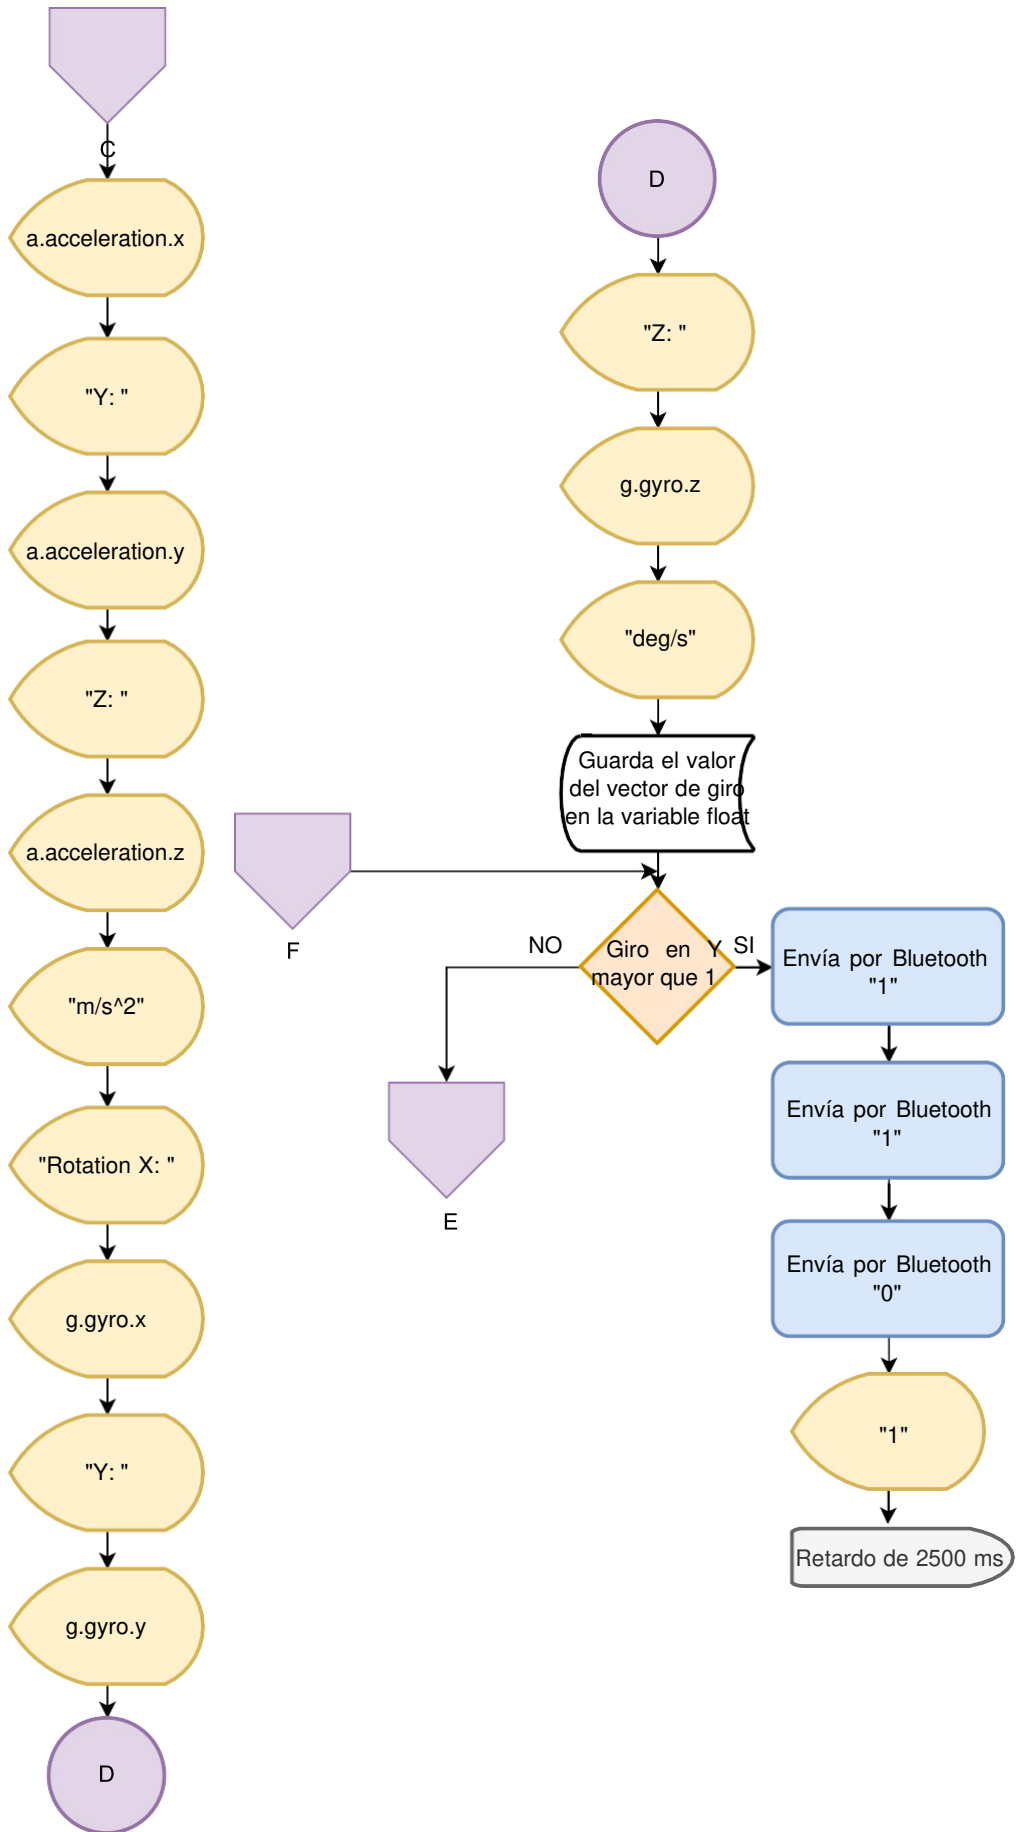 C
a.acceleration.x
"Y: "
a.acceleration.y
"Z: "
a.acceleration.z
"m/s^2"
"Rotation X: "
g.gyro.x
"Y: "
g.gyro.y
D
D
"Z: "
g.gyro.z
"deg/s"
Guarda el valor
del vector de giro
en la variable float
F
NO
Giro en Y
mayor que 1
SI
E
Envía por Bluetooth
"1"
Envía por Bluetooth
"1"
Envía por Bluetooth
"0"
"1"
Retardo de 2500 ms